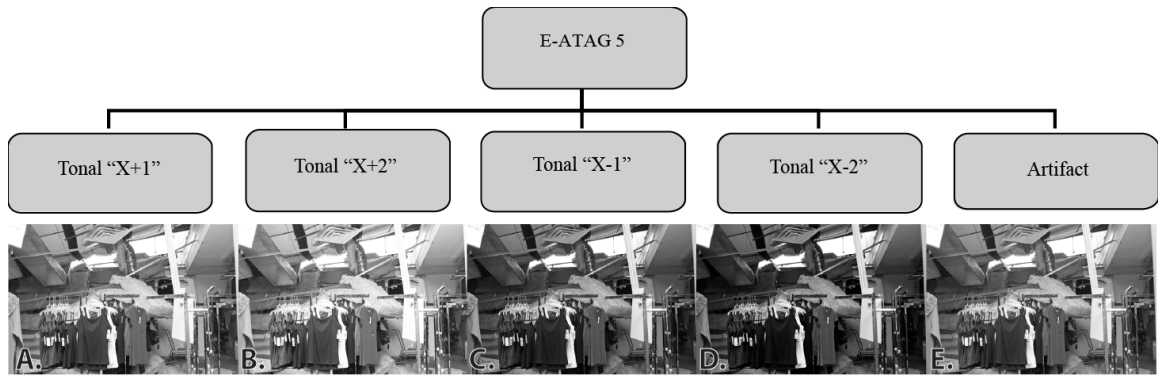 E-ATAG 5
Tonal “X+1”
Tonal “X+2”
Tonal “X-1”
Tonal “X-2”
Artifact
A.
B.
C.
D.
E.